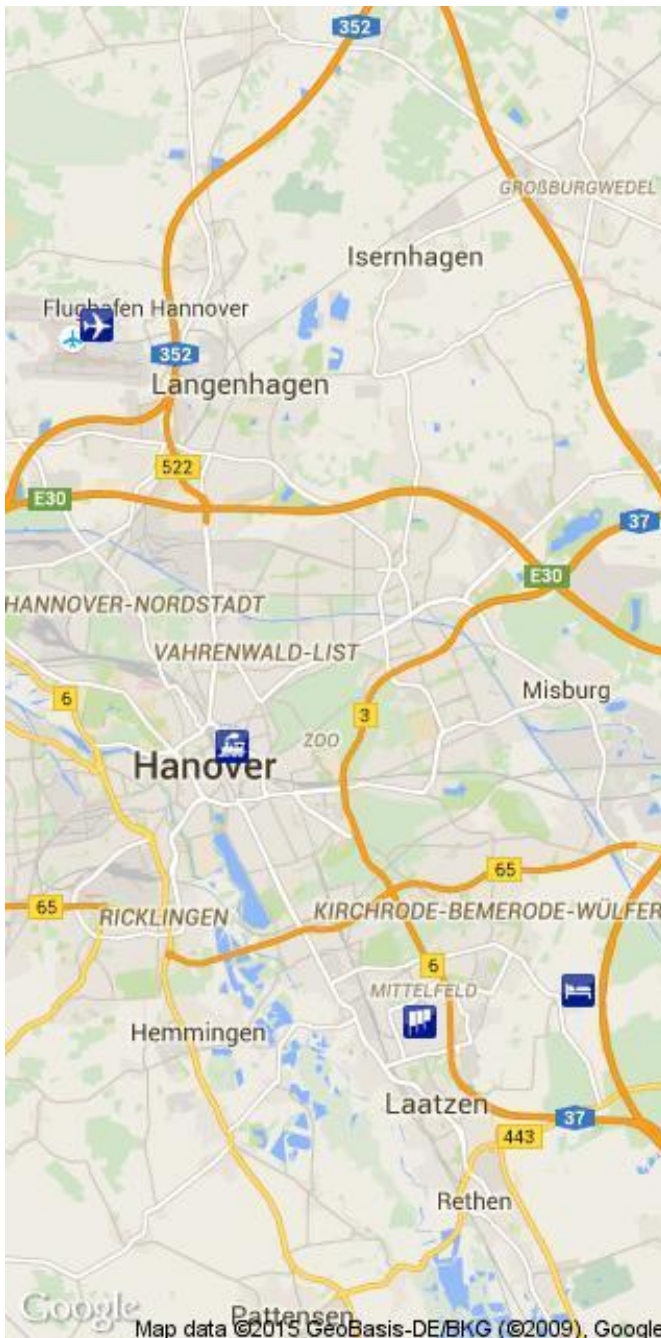 352
GROßBURGWEDEL
Isernhagen
Flughafen Hannover
352
Langenhagen
522
E30
37
E30
HANNOVER-NORDSTADT
VAHRENWALD-LIST
6
Misburg
3
ZOO
Hanover
65
65
RICKLINGEN
KIRCHRODE-BEMERODE-WÜLFER
6
MITTELFELD
Hemmingen
Laatzen
37
443
Rethen
Google
Pattensen
Map data ©2015 GeoBasis-DE/BKG (©2009), Google